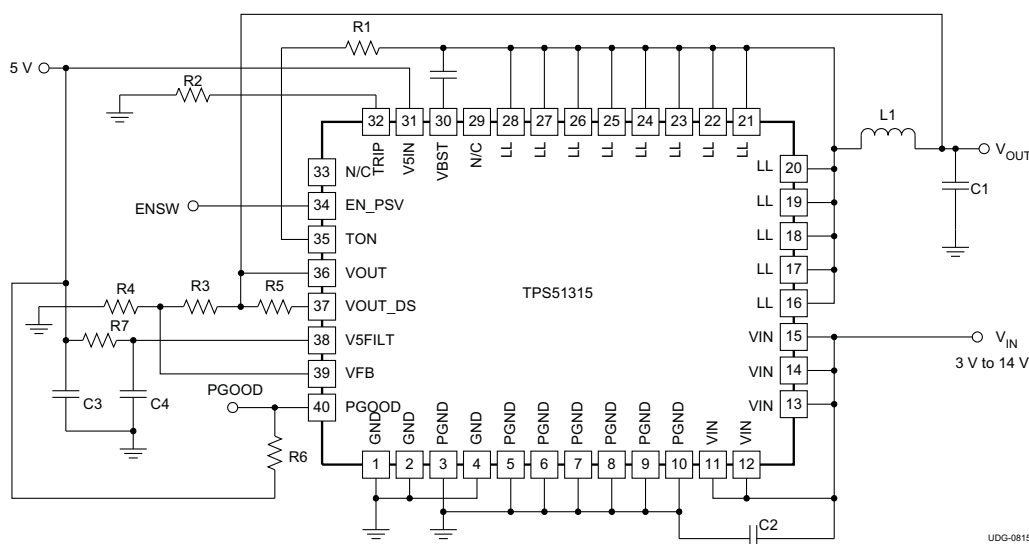 R1
5 V
R2
L1
VOUT
C1
32 31 30 29 28 27 26 25 24 23 22 21
TRIP V5IN VBST N/C LL LL LL LL LL LL LL LL
33 N/C
ENSW 34 EN_PSV
35 TON
36 VOUT
R4 R3 R5 37 VOUT_DS
R7 38 V5FILT
39 VFB
PGOOD 40 PGOOD
C3 C4
R6
TPS51315
LL 20
LL 19
LL 18
LL 17
LL 16
VIN 15 VIN
3 V to 14 V
VIN 14
VIN 13
GND GND PGND GND PGND PGND PGND PGND PGND PGND VIN VIN
1 2 3 4 5 6 7 8 9 10 11 12
C2